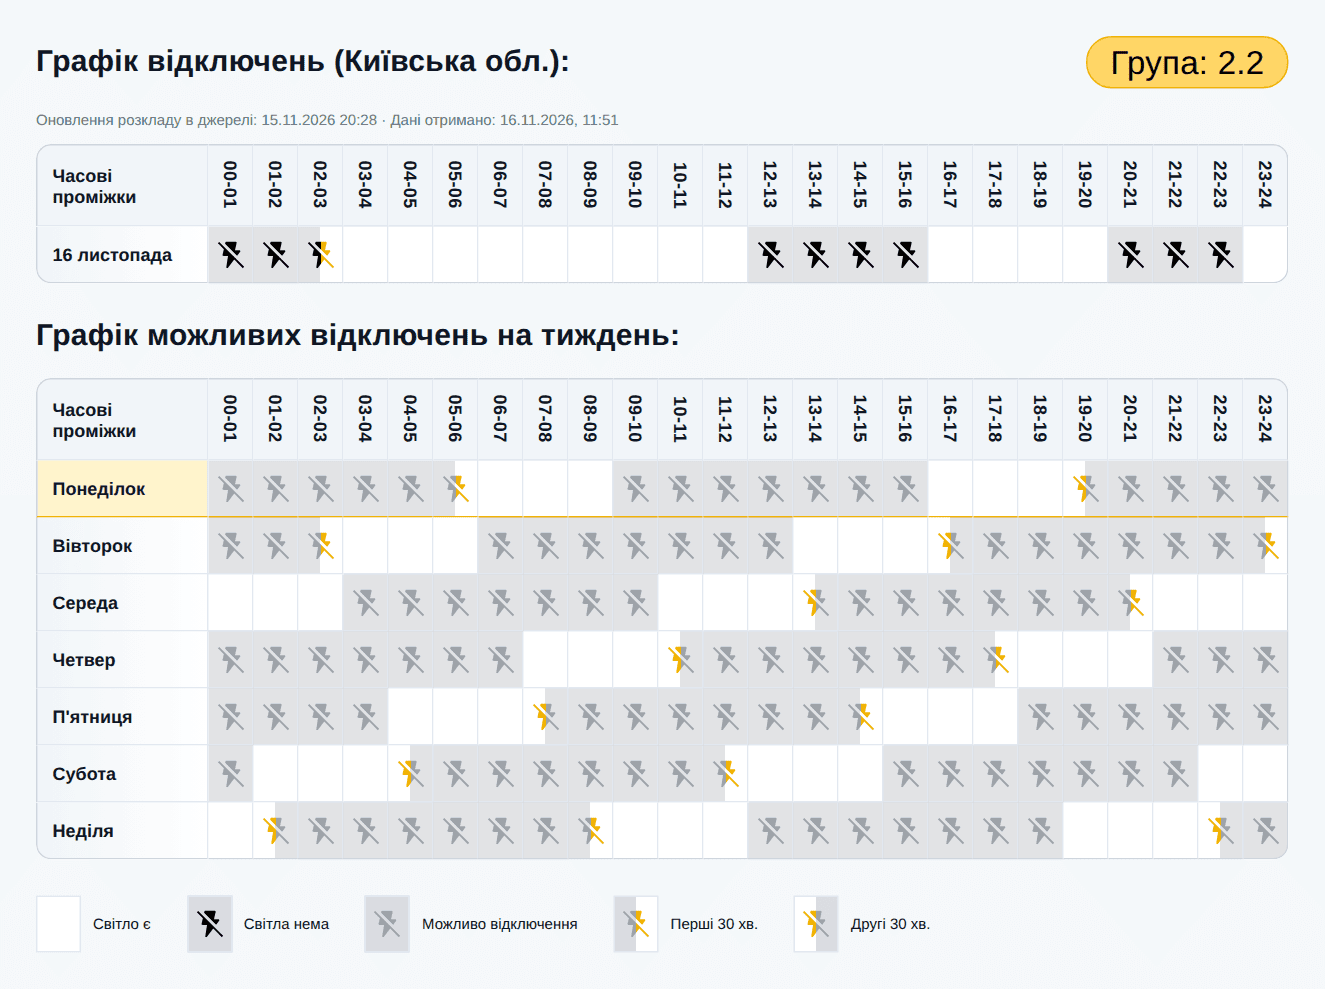 Графік відключень (Київська обл.):
Група: 2.2
Оновлення розкладу в джерелі: 15.11.2026 20:28 · Дані отримано: 16.11.2026, 11:51
Часові
проміжки
00-01 01-02 02-03 03-04 04-05 05-06 06-07 07-08 08-09 09-10 10-11 11-12 12-13 13-14 14-15 15-16 16-17 17-18 18-19 19-20 20-21 21-22 22-23 23-24
16 листопада
Графік можливих відключень на тиждень:
Часові
проміжки
00-01 01-02 02-03 03-04 04-05 05-06 06-07 07-08 08-09 09-10 10-11 11-12 12-13 13-14 14-15 15-16 16-17 17-18 18-19 19-20 20-21 21-22 22-23 23-24
Понеділок
Вівторок
Середа
Четвер
П'ятниця
Субота
Неділя
Світло є
Світла нема
Можливо відключення
Перші 30 хв.
Другі 30 хв.